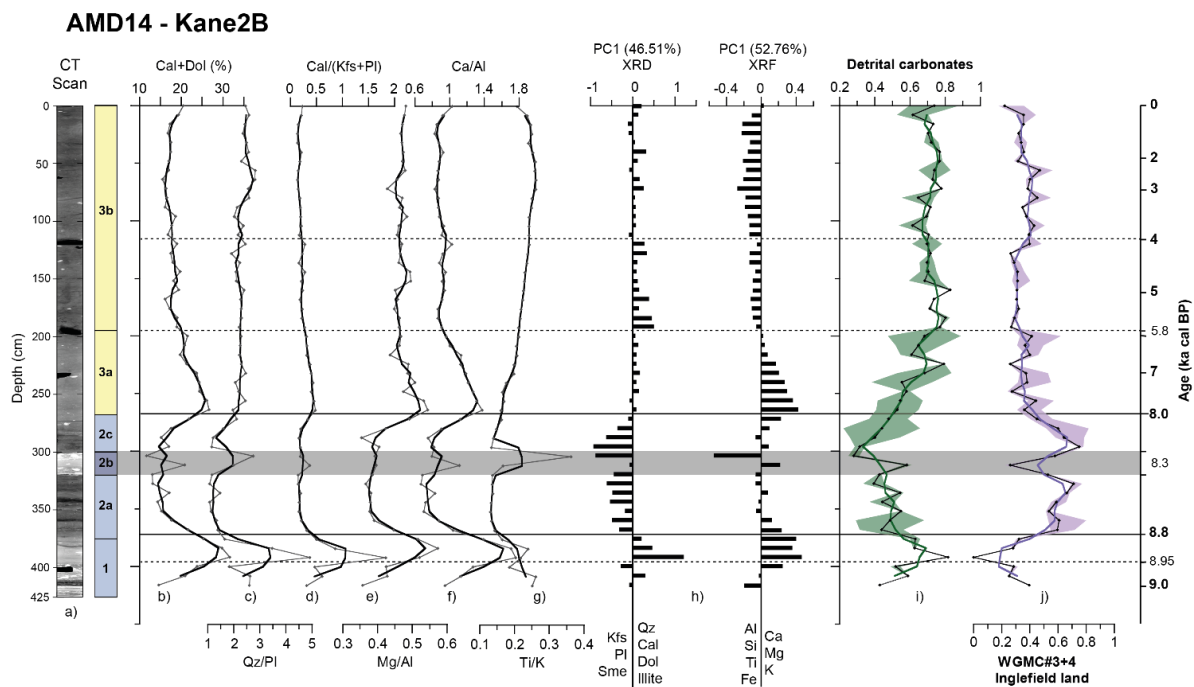 AMD14 - Kane2B
PC1 (46.51%) PC1 (52.76%)
CT Scan Cal+Dol (%) Cal/(Kfs+Pl) Ca/Al XRD XRF Detrital carbonates
10 20 30 0 1 2 0.6 1 1.4 1.8 -1 0 1 -0.4 0 0.4 0.2 0.4 0.6 0.8 1
Depth (cm)
0
50
100
150
200
250
300
350
400
425
3b
3a
2c
2b
2a
1
Age (ka cal BP)
0
2
3
4
5
5.8
7
8.0
8.3
8.8
8.95
9.0
a) b) c) d) e) f) g) h) i) j)
1 2 3 4 5
Qz/Pl
0.3 0.4 0.5 0.6
Mg/Al
0.1 0.2 0.3 0.4
Ti/K
Kfs
Pl
Sme
Qz
Cal
Dol
Illite
Al
Si
Ti
Fe
Ca
Mg
K
0 0.2 0.4 0.6 0.8 1
WGMC#3+4
Inglefield land